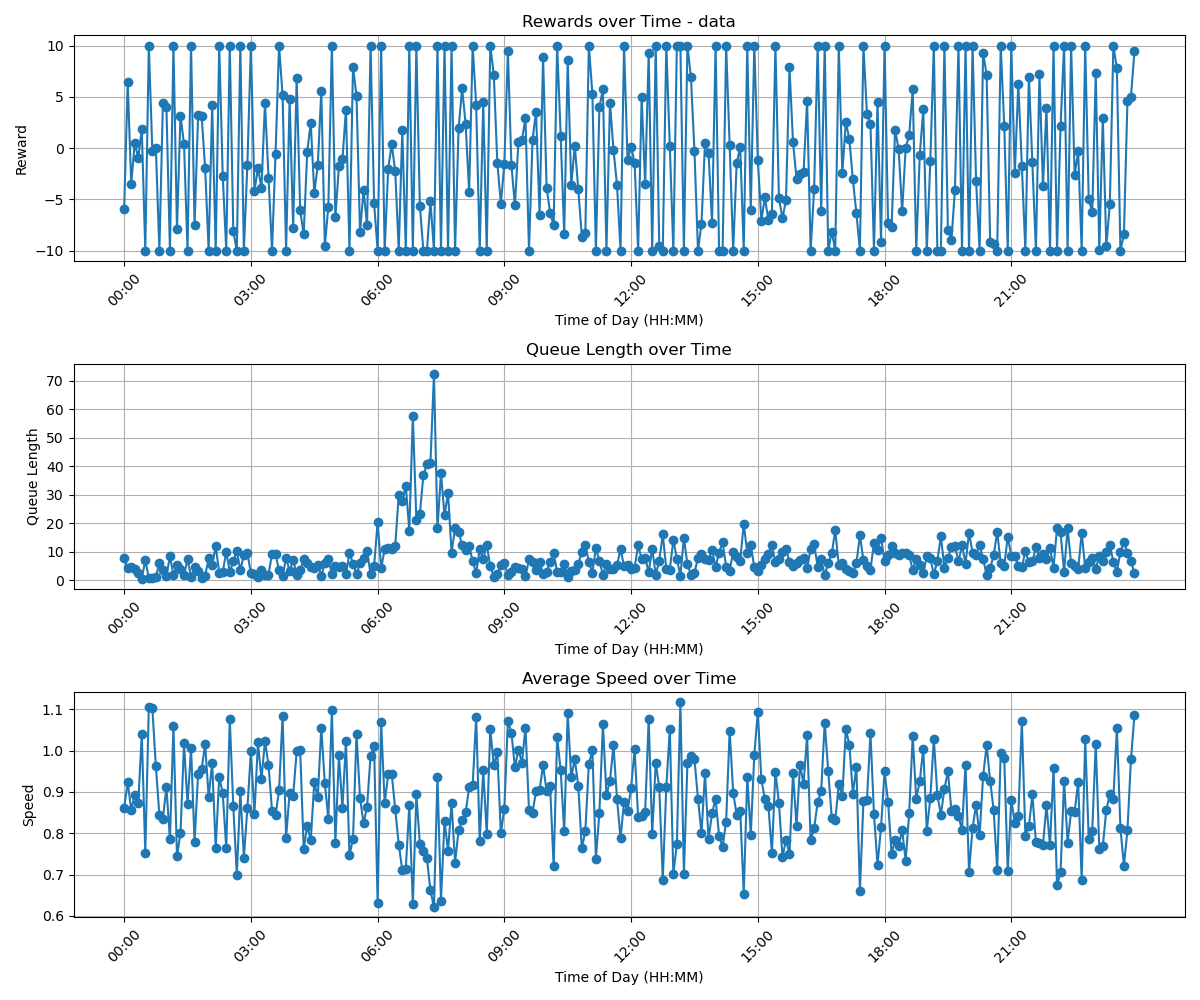 Rewards over Time - data
10
5
0
−5
−10
Reward
00:00 03:00 06:00 09:00 12:00 15:00 18:00 21:00
Time of Day (HH:MM)
Queue Length over Time
70
60
50
40
30
20
10
0
Queue Length
00:00 03:00 06:00 09:00 12:00 15:00 18:00 21:00
Time of Day (HH:MM)
Average Speed over Time
1.1
1.0
0.9
0.8
0.7
0.6
Speed
00:00 03:00 06:00 09:00 12:00 15:00 18:00 21:00
Time of Day (HH:MM)